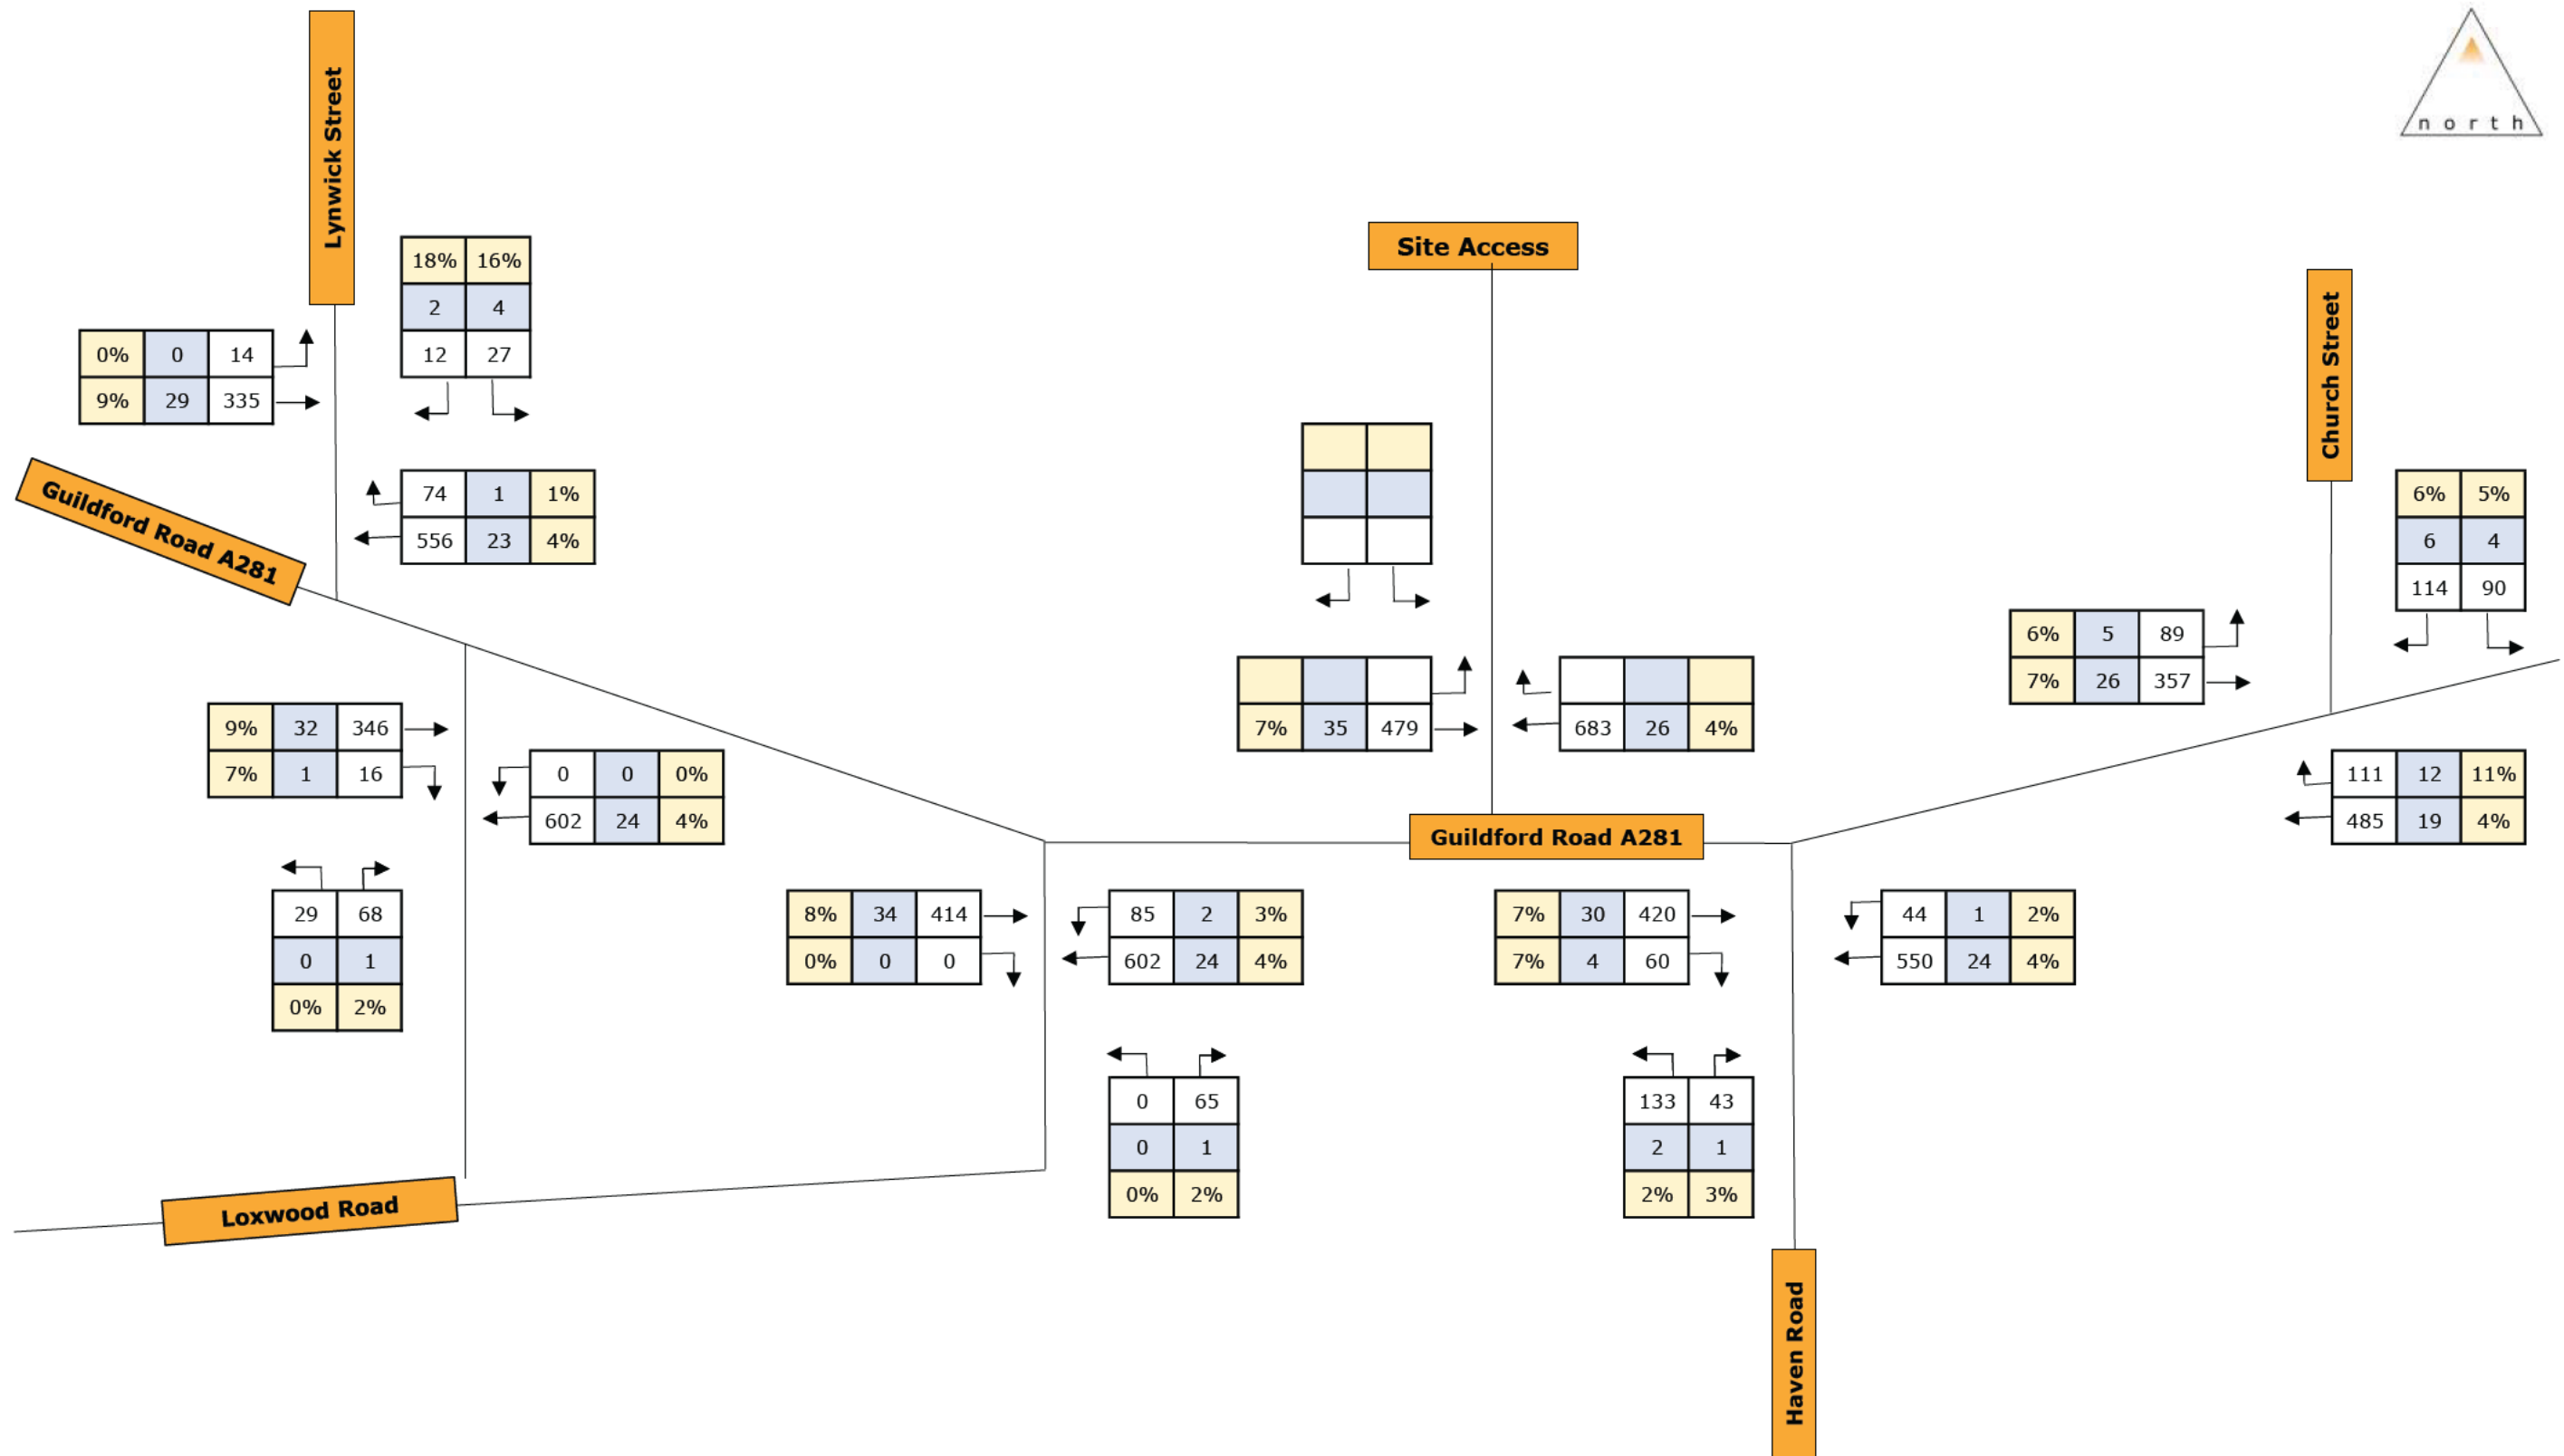 north
Lynwick Street
18% 16%
2 4
12 27
0% 0 14
9% 29 335
Guildford Road A281
74 1 1%
556 23 4%
Site Access
Church Street
6% 5%
6 4
114 90
6% 5 89
7% 26 357
7% 35 479
683 26 4%
9% 32 346
7% 1 16
0 0 0%
602 24 4%
111 12 11%
485 19 4%
Guildford Road A281
29 68
0 1
0% 2%
8% 34 414
0% 0 0
85 2 3%
602 24 4%
7% 30 420
7% 4 60
44 1 2%
550 24 4%
0 65
0 1
0% 2%
133 43
2 1
2% 3%
Loxwood Road
Haven Road